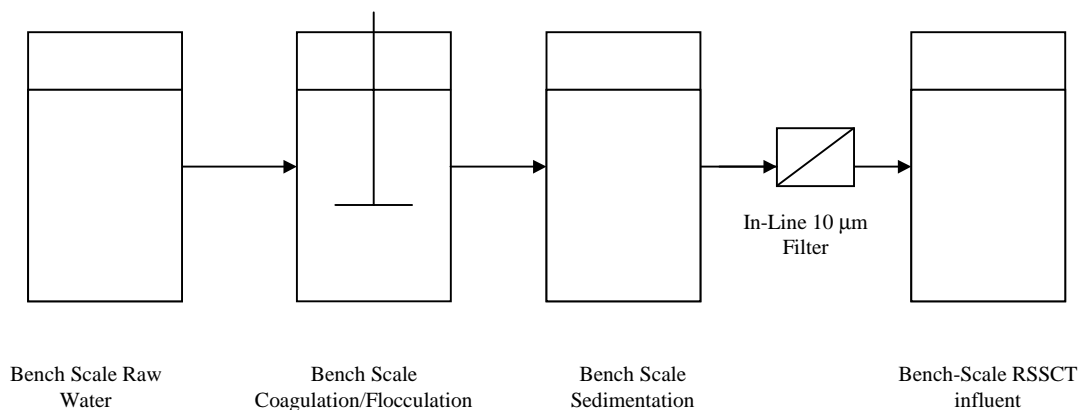 In-Line 10 μm
Filter
Bench Scale Raw
Water
Bench Scale
Coagulation/Flocculation
Bench Scale
Sedimentation
Bench-Scale RSSCT
influent